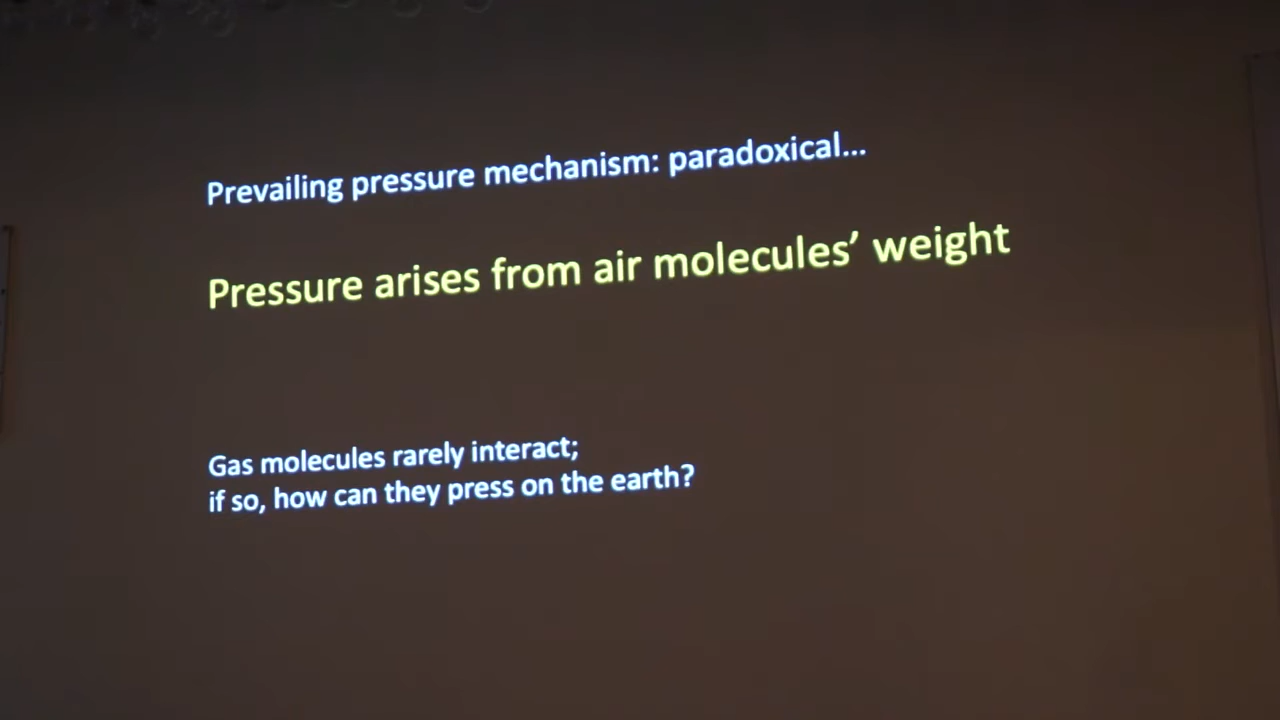 Prevailing pressure mechanism: paradoxical...
Pressure arises from air molecules’ weight
Gas molecules rarely interact;
if so, how can they press on the earth?